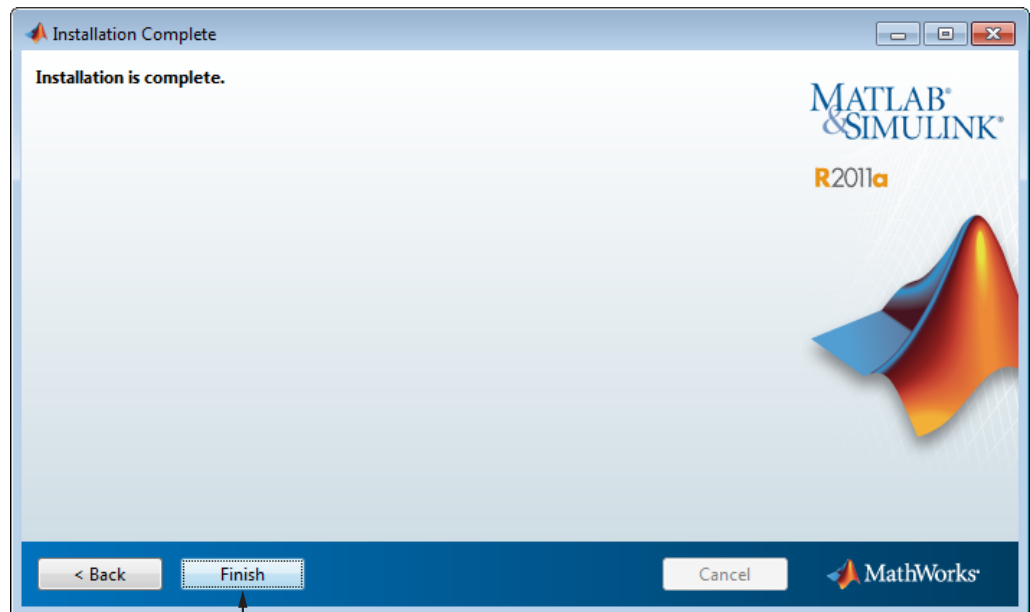 Installation Complete
Installation is complete.
MATLAB®
&SIMULINK®
R2011a
< Back
Finish
Cancel
MathWorks®